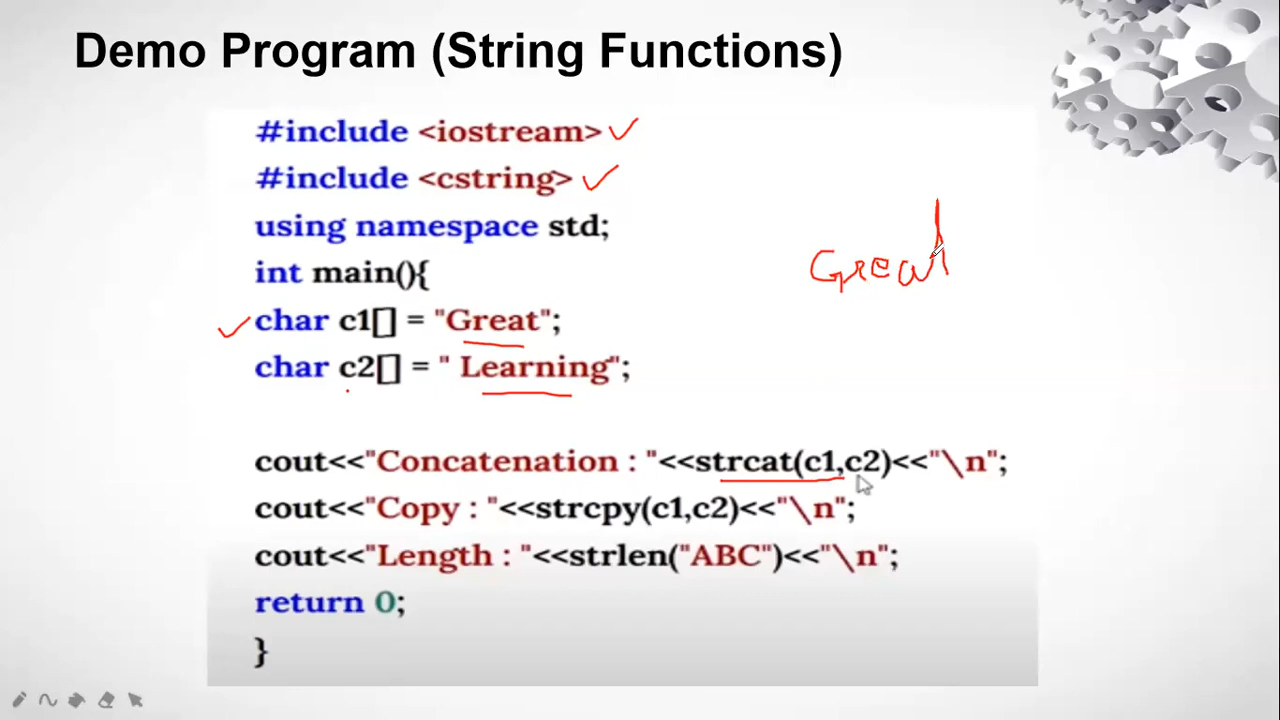 Demo Program (String Functions)
#include <iostream>
#include <cstring>
using namespace std;
int main(){
char c1[] = "Great";
char c2[] = " Learning";
Great
cout<<"Concatenation : "<<strcat(c1,c2)<<"\n";
cout<<"Copy : "<<strcpy(c1,c2)<<"\n";
cout<<"Length : "<<strlen("ABC")<<"\n";
return 0;
}